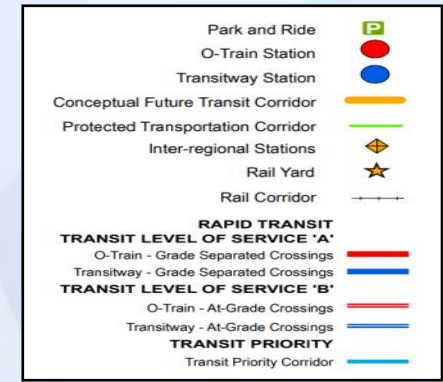 Park and Ride P
O-Train Station
Transitway Station
Conceptual Future Transit Corridor
Protected Transportation Corridor
Inter-regional Stations
Rail Yard
Rail Corridor
RAPID TRANSIT
TRANSIT LEVEL OF SERVICE 'A'
O-Train - Grade Separated Crossings
Transitway - Grade Separated Crossings
TRANSIT LEVEL OF SERVICE 'B'
O-Train - At-Grade Crossings
Transitway - At-Grade Crossings
TRANSIT PRIORITY
Transit Priority Corridor